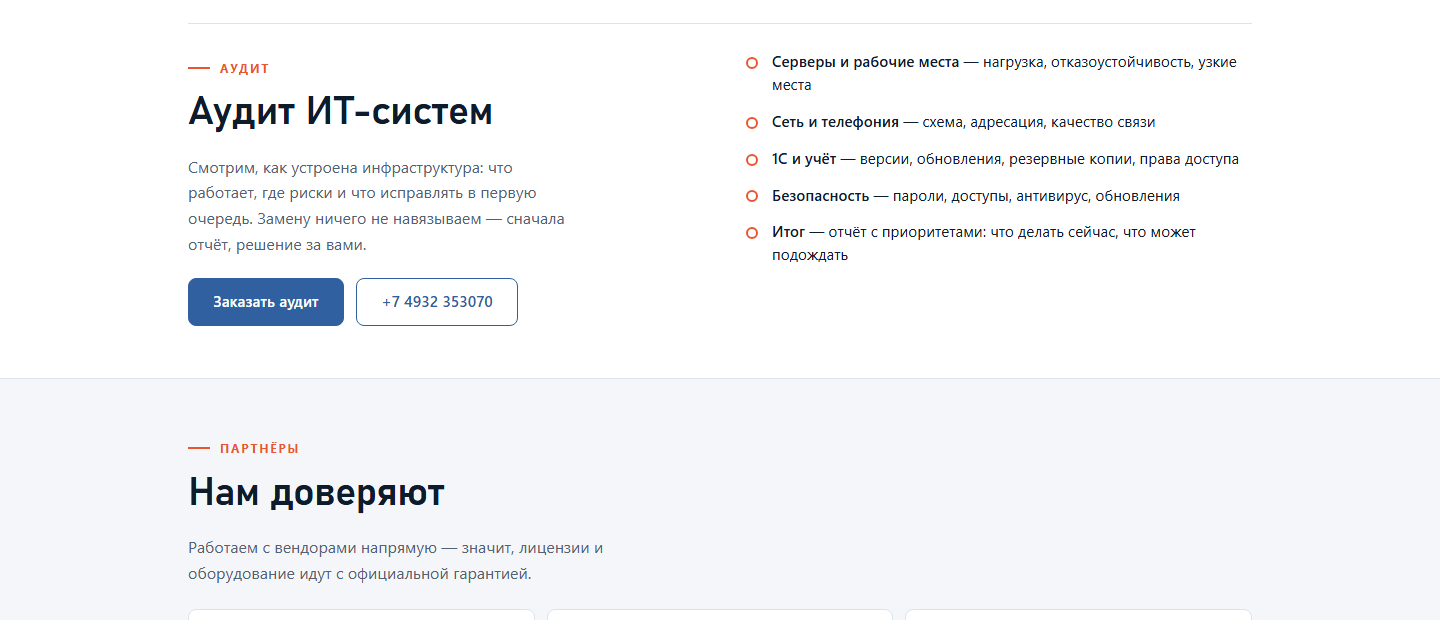 АУДИТ
Аудит ИТ-систем
Смотрим, как устроена инфраструктура: что
работает, где риски и что исправлять в первую
очередь. Замену ничего не навязываем — сначала
отчёт, решение за вами.
Заказать аудит
+7 4932 353070
Серверы и рабочие места — нагрузка, отказоустойчивость, узкие
места
Сеть и телефония — схема, адресация, качество связи
1С и учёт — версии, обновления, резервные копии, права доступа
Безопасность — пароли, доступы, антивирус, обновления
Итог — отчёт с приоритетами: что делать сейчас, что может
подождать
ПАРТНЁРЫ
Нам доверяют
Работаем с вендорами напрямую — значит, лицензии и
оборудование идут с официальной гарантией.